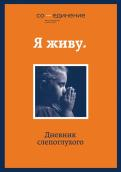 со единение
Я живу.
Дневник
слепоглухого